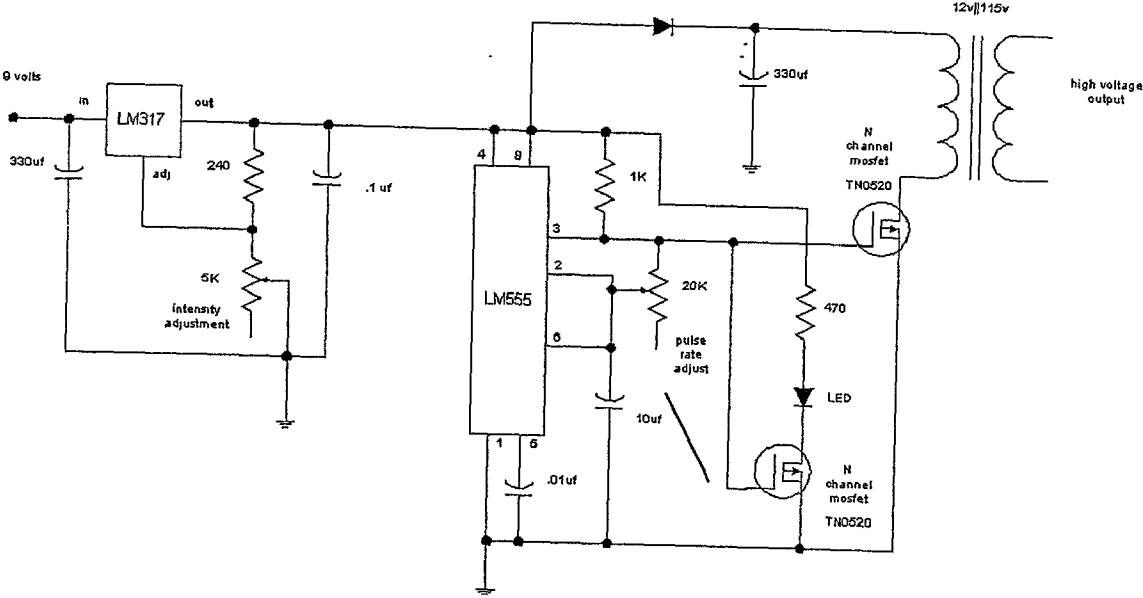 12v||115v
9 volts
in
LM317
out
adj
330uf
240
.1 uf
5K
intensity
adjustment
330uf
high voltage
output
N
channel
mosfet
TN0520
4
9
1K
3
2
LM555
20K
6
pulse
rate
adjust
470
LED
10uf
1
5
.01uf
N
channel
mosfet
TN0520